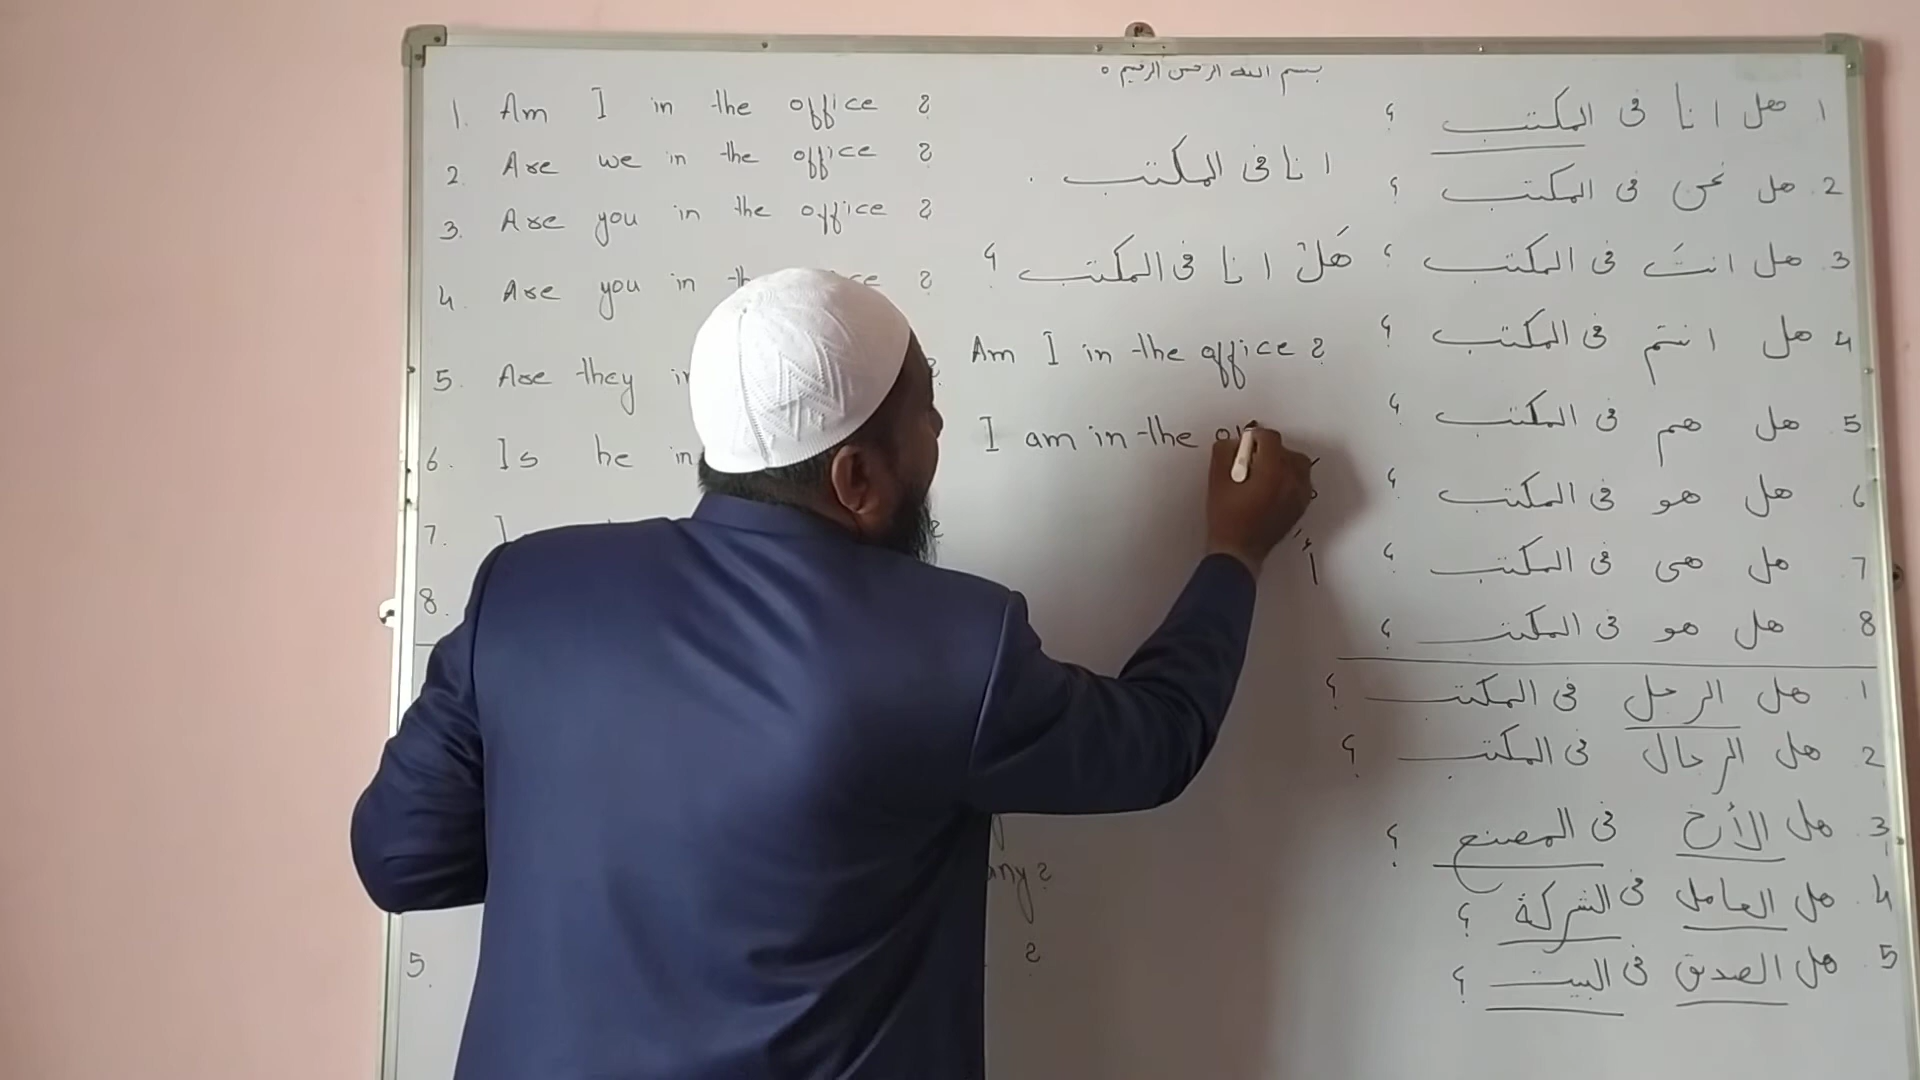 بسم الله الرحمن الرحيم ه
1. Am I in the office ?
2. Are we in the office ?
3. Are you in the office ?
4. Are you in the ?
5. Are they in ?
6. Is he in
7.
8.
5.
انا فى المكتب .
هَلْ انا فى المكتب ؟
Am I in the office ?
I am in the
أَ
any ?
?
1. هل انا فى المكتب ؟
2. هل نحن فى المكتب ؟
3. هل انتَ فى المكتب ؟
4. هل انتم فى المكتب ؟
5. هل هم فى المكتب ؟
6. هل هو فى المكتب ؟
7. هل هى فى المكتب ؟
8. هل هو فى المكتب ؟
1. هل الرجل فى المكتب ؟
2. هل الرجال فى المكتب ؟
3. هل الأخ فى المصنع ؟
4. هل العامل فى الشركة ؟
5. هل الصدىق فى البيت ؟